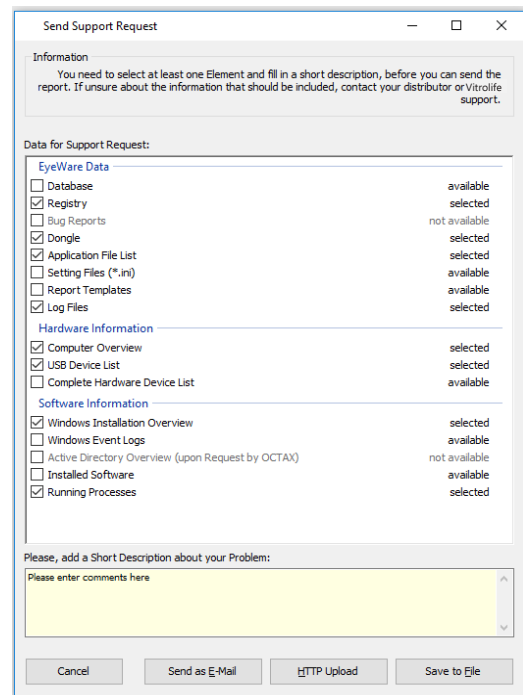 Send Support Request
Information
You need to select at least one Element and fill in a short description, before you can send the
report. If unsure about the information that should be included, contact your distributor or Vitrolife
support.
Data for Support Request:
EyeWare Data
Database available
Registry selected
Bug Reports not available
Dongle selected
Application File List selected
Setting Files (*.ini) available
Report Templates available
Log Files selected
Hardware Information
Computer Overview selected
USB Device List selected
Complete Hardware Device List available
Software Information
Windows Installation Overview selected
Windows Event Logs available
Active Directory Overview (upon Request by OCTAX) not available
Installed Software available
Running Processes selected
Please, add a Short Description about your Problem:
Please enter comments here
Cancel Send as E-Mail HTTP Upload Save to File